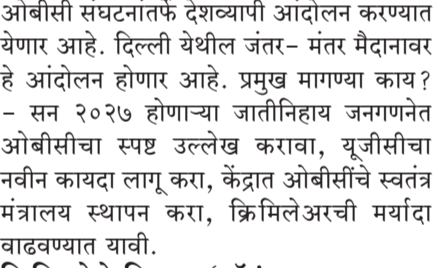 ओबीसी संघटनांतर्फे देशव्यापी आंदोलन करण्यात
येणार आहे. दिल्ली येथील जंतर- मंतर मैदानावर
हे आंदोलन होणार आहे. प्रमुख मागण्या काय?
- सन २०२७ होणाऱ्या जातीनिहाय जनगणनेत
ओबीसीचा स्पष्ट उल्लेख करावा, यूजीसीचा
नवीन कायदा लागू करा, केंद्रात ओबीसींचे स्वतंत्र
मंत्रालय स्थापन करा, क्रिमिलेअरची मर्यादा
वाढवण्यात यावी.